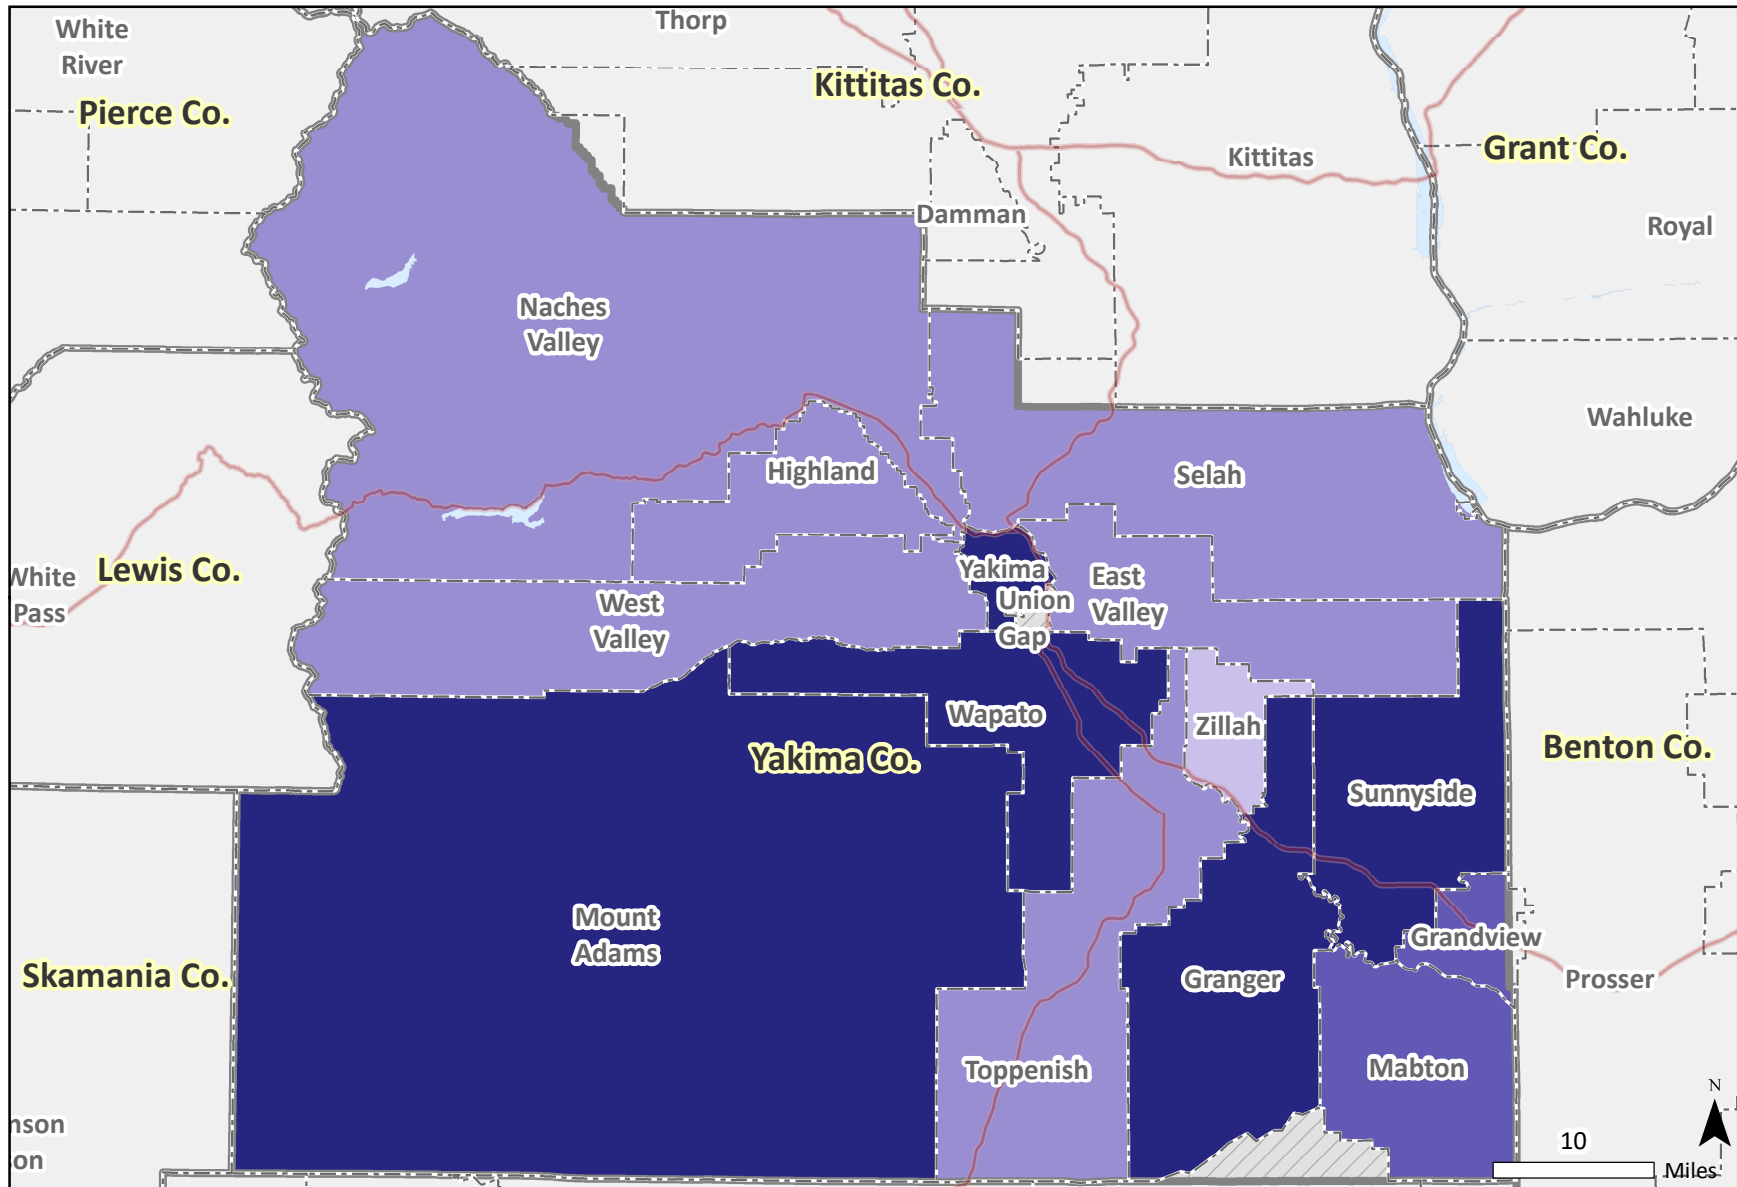 Thorp
White
River
Kittitas Co.
Pierce Co.
Grant Co.
Kittitas
Damman
Royal
Naches
Valley
Wahluke
Highland
Selah
Yakima
Lewis Co.
White
Pass
East
Valley
West
Valley
Union
Gap
Wapato
Zillah
Yakima Co.
Benton Co.
Sunnyside
Mount
Adams
Grandview
Skamania Co.
Granger
Prosser
Toppenish
Mabton
N
nson
on
10
Miles